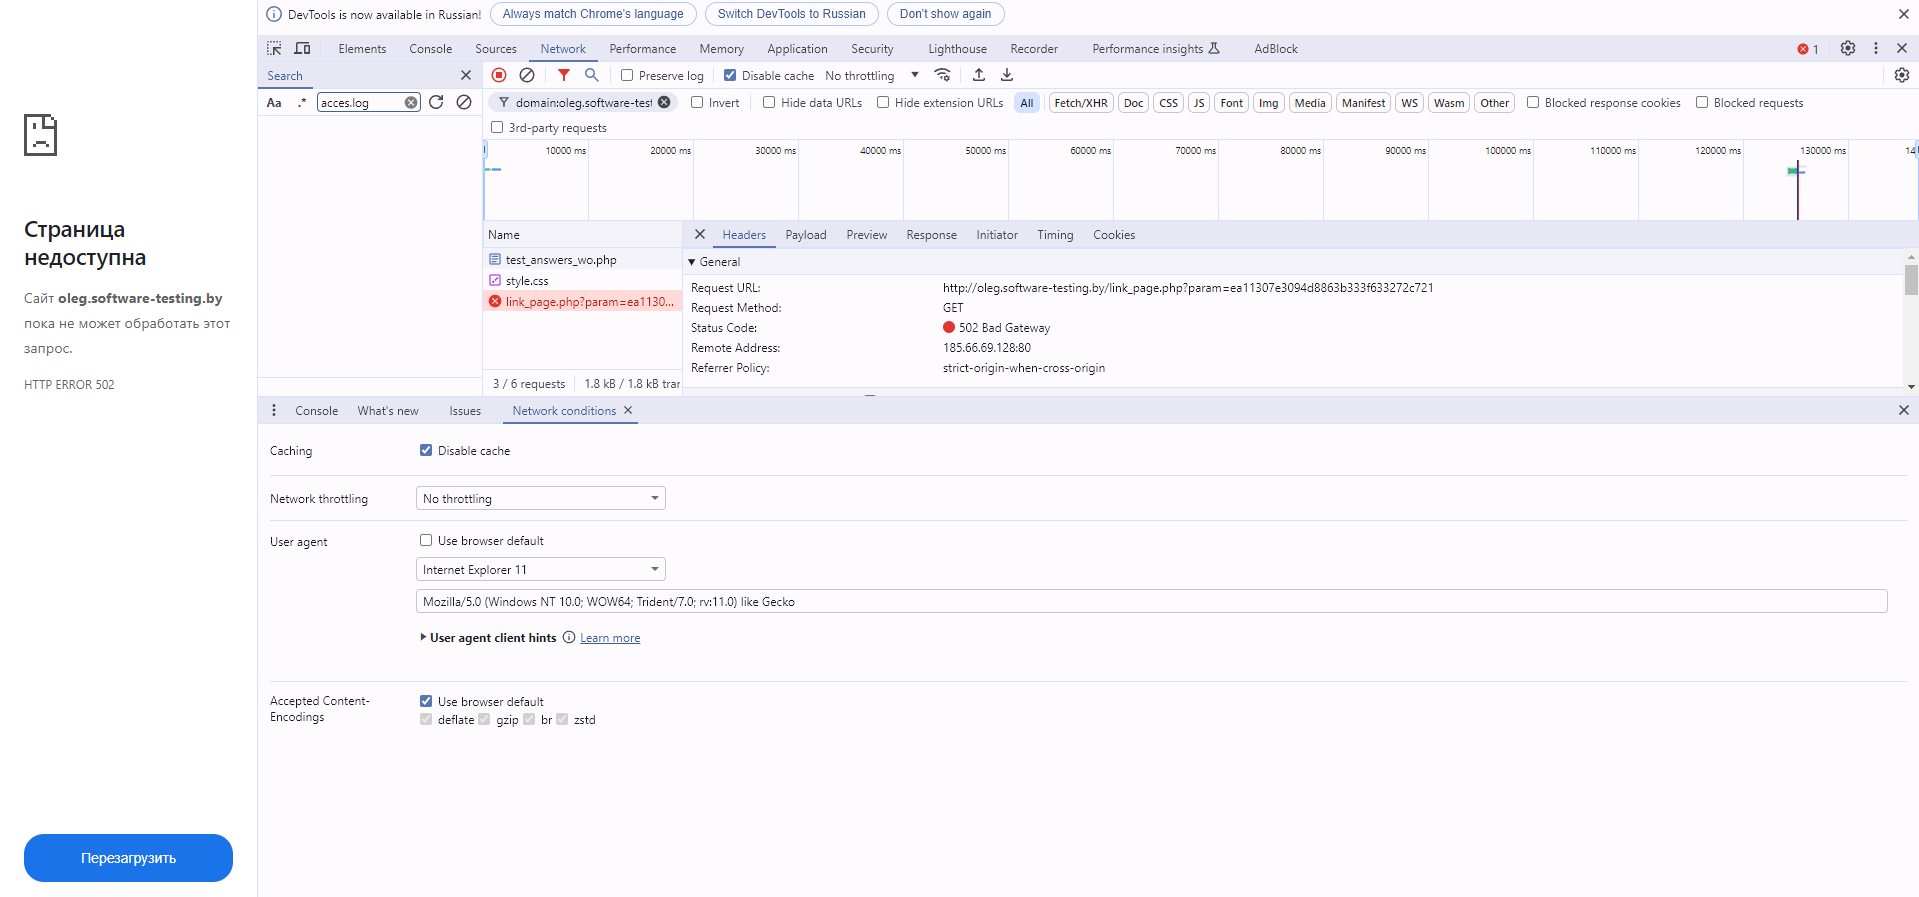 DevTools is now available in Russian! Always match Chrome's language Switch DevTools to Russian Don't show again
Elements Console Sources Network Performance Memory Application Security Lighthouse Recorder Performance insights AdBlock 1
Search
Preserve log Disable cache No throttling
Aa .* acces.log
domain:oleg.software-test Invert Hide data URLs Hide extension URLs All Fetch/XHR Doc CSS JS Font Img Media Manifest WS Wasm Other Blocked response cookies Blocked requests
3rd-party requests
10000 ms 20000 ms 30000 ms 40000 ms 50000 ms 60000 ms 70000 ms 80000 ms 90000 ms 100000 ms 110000 ms 120000 ms 130000 ms 14
Страница
недоступна
Сайт oleg.software-testing.by
пока не может обработать этот
запрос.
HTTP ERROR 502
Перезагрузить
Name
test_answers_wo.php
style.css
link_page.php?param=ea1130...
3 / 6 requests 1.8 kB / 1.8 kB trar
Headers Payload Preview Response Initiator Timing Cookies
General
Request URL: http://oleg.software-testing.by/link_page.php?param=ea11307e3094d8863b333f633272c721
Request Method: GET
Status Code: 502 Bad Gateway
Remote Address: 185.66.69.128:80
Referrer Policy: strict-origin-when-cross-origin
Console What's new Issues Network conditions
Caching Disable cache
Network throttling No throttling
User agent Use browser default
Internet Explorer 11
Mozilla/5.0 (Windows NT 10.0; WOW64; Trident/7.0; rv:11.0) like Gecko
User agent client hints Learn more
Accepted Content-
Encodings
Use browser default
deflate gzip br zstd